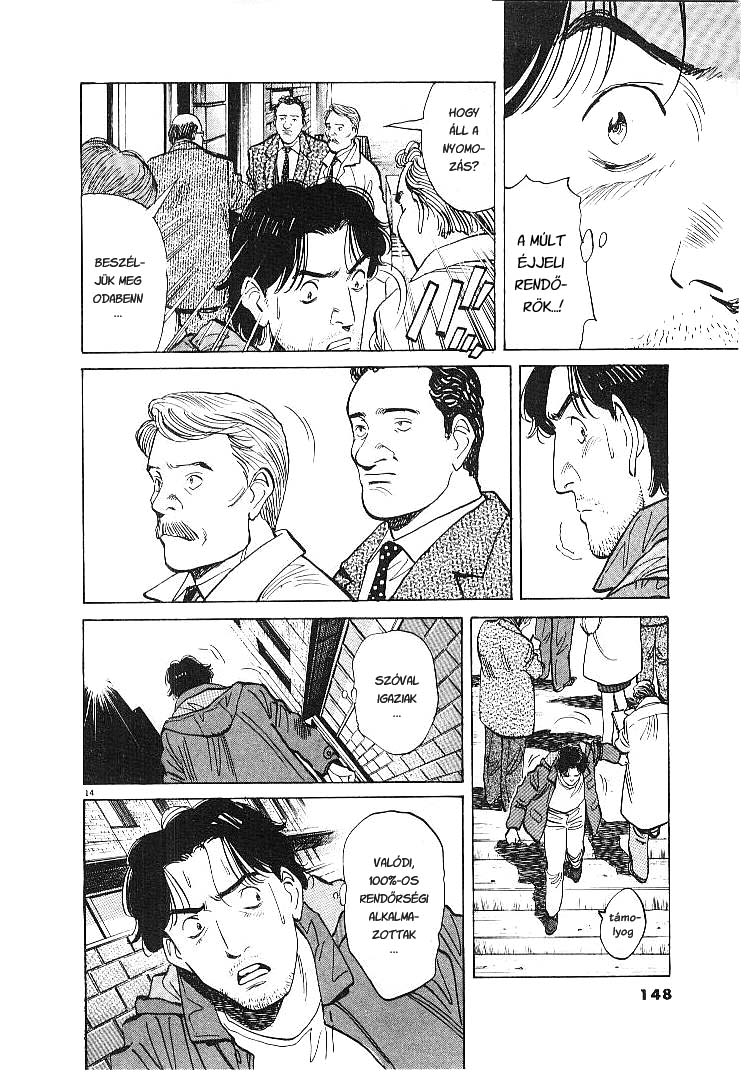 A MÚLT
ÉJJELI
RENDŐ-
RÖK...!
HOGY
ÁLL A
NYOMO-
ZÁS?
BESZÉL-
JÜK MEG
ODABENN
...
támo-
lyog
SZÓVAL
IGAZIAK
...
14
VALÓDI,
100%-OS
RENDŐRSÉGI
ALKALMA-
ZOTTAK
...
148